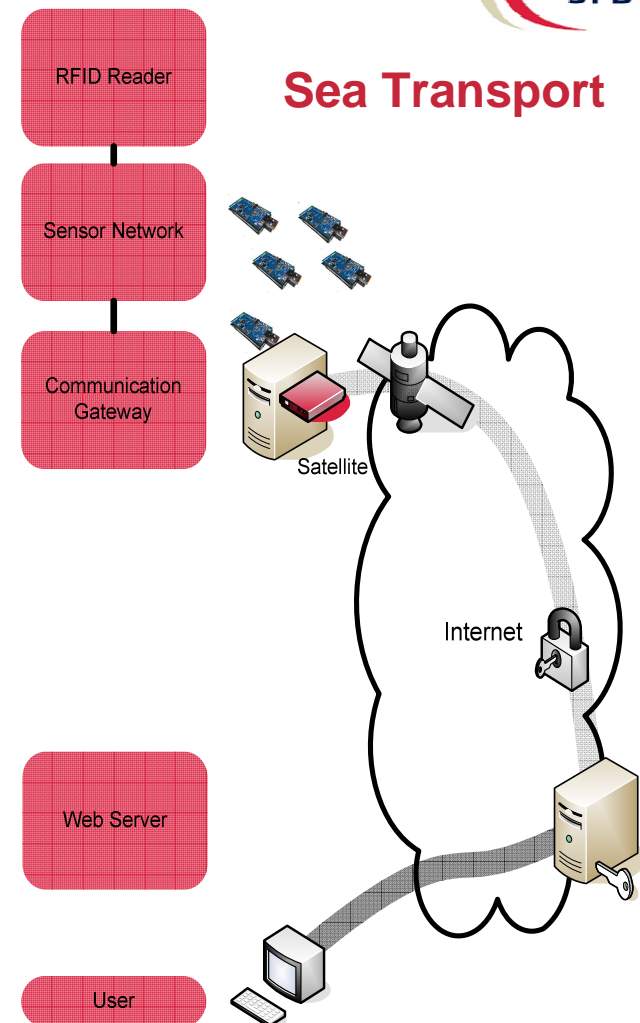 RFID Reader
Sea Transport
Sensor Network
Communication
Gateway
Satellite
Internet
Web Server
User